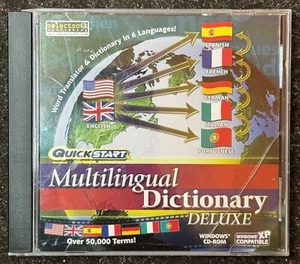 selectsoft
Word Translator & Dictionary in 6 Languages!
SPANISH
FRENCH
GERMAN
ITALIAN
PORTUGUESE
ENGLISH
QUICKSTART
Multilingual
Dictionary
DELUXE
Over 50,000 Terms!
WINDOWS®
CD-ROM
WINDOWS® XP
COMPATIBLE